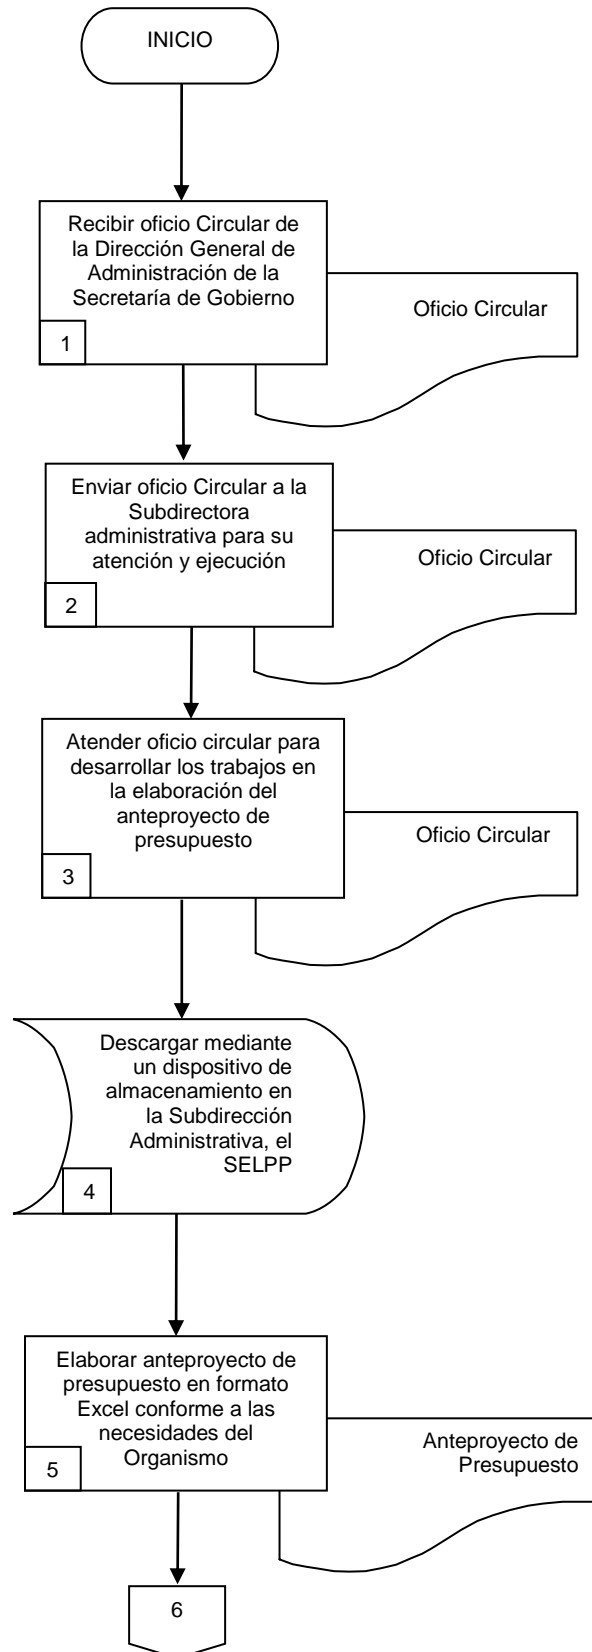 INICIO
Recibir oficio Circular de
la Dirección General de
Administración de la
Secretaría de Gobierno
1
Oficio Circular
Enviar oficio Circular a la
Subdirectora
administrativa para su
atención y ejecución
2
Oficio Circular
Atender oficio circular para
desarrollar los trabajos en
la elaboración del
anteproyecto de
presupuesto
3
Oficio Circular
Descargar mediante
un dispositivo de
almacenamiento en
la Subdirección
Administrativa, el
SELPP
4
Elaborar anteproyecto de
presupuesto en formato
Excel conforme a las
necesidades del
Organismo
5
Anteproyecto de
Presupuesto
6